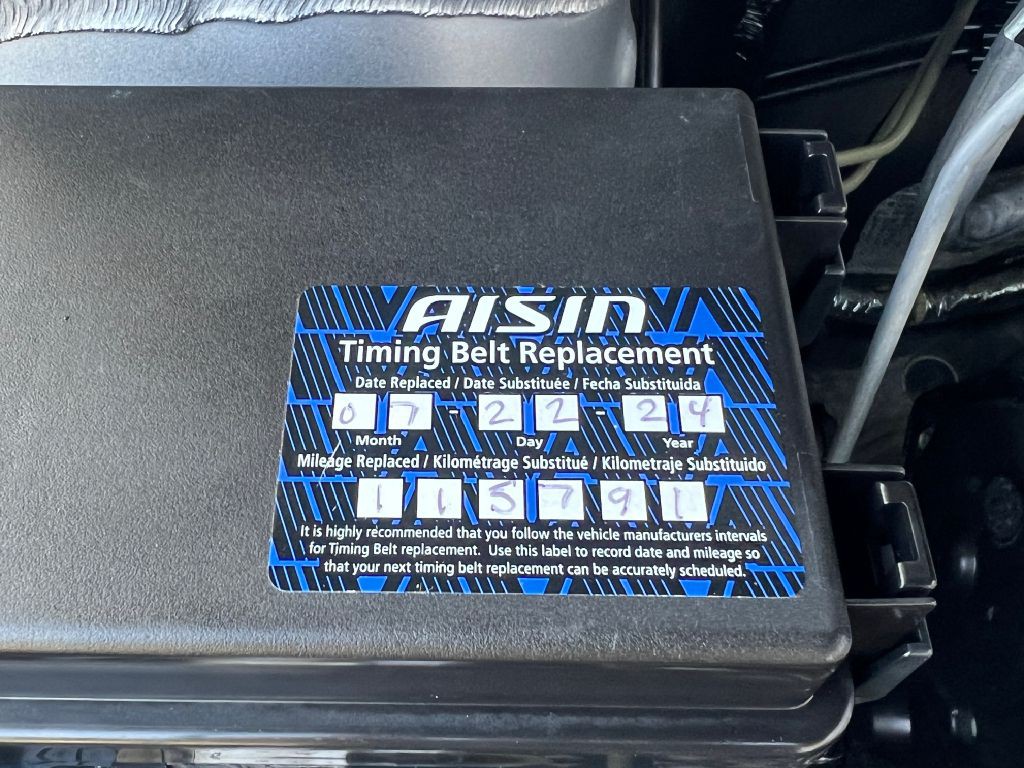 AISIN
Timing Belt Replacement
Date Replaced / Date Substituée / Fecha Substituida
07 - 22 - 24
Month Day Year
Mileage Replaced / Kilométrage Substitué / Kilometraje Substituido
115791
It is highly recommended that you follow the vehicle manufacturers intervals
for Timing Belt replacement. Use this label to record date and mileage so
that your next timing belt replacement can be accurately scheduled.